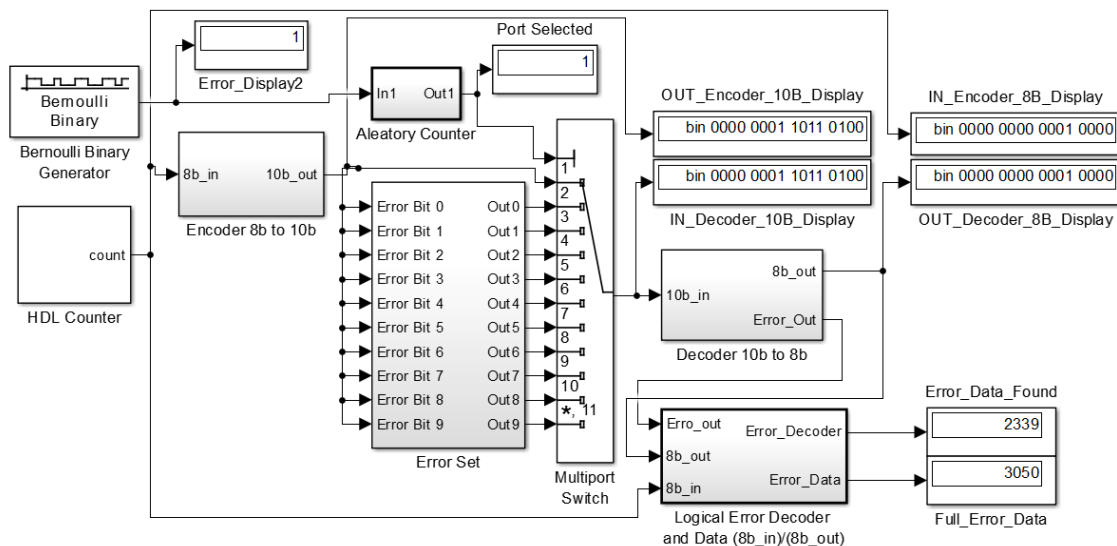 Port Selected
1
1
Error_Display2
In1
Out1
Aleatory Counter
Bernoulli
Binary
Bernoulli Binary
Generator
OUT_Encoder_10B_Display
bin 0000 0001 1011 0100
IN_Encoder_8B_Display
bin 0000 0000 0001 0000
8b_in
10b_out
Encoder 8b to 10b
bin 0000 0001 1011 0100
IN_Decoder_10B_Display
bin 0000 0000 0001 0000
OUT_Decoder_8B_Display
count
HDL Counter
Error Bit 0
Out0
Error Bit 1
Out1
Error Bit 2
Out2
Error Bit 3
Out3
Error Bit 4
Out4
Error Bit 5
Out5
Error Bit 6
Out6
Error Bit 7
Out7
Error Bit 8
Out8
Error Bit 9
Out9
Error Set
1
2
3
4
5
6
7
8
9
10
*, 11
Multiport
Switch
10b_in
8b_out
Error_Out
Decoder 10b to 8b
Erro_out
8b_out
8b_in
Error_Decoder
Error_Data
Logical Error Decoder
and Data (8b_in)/(8b_out)
Error_Data_Found
2339
3050
Full_Error_Data